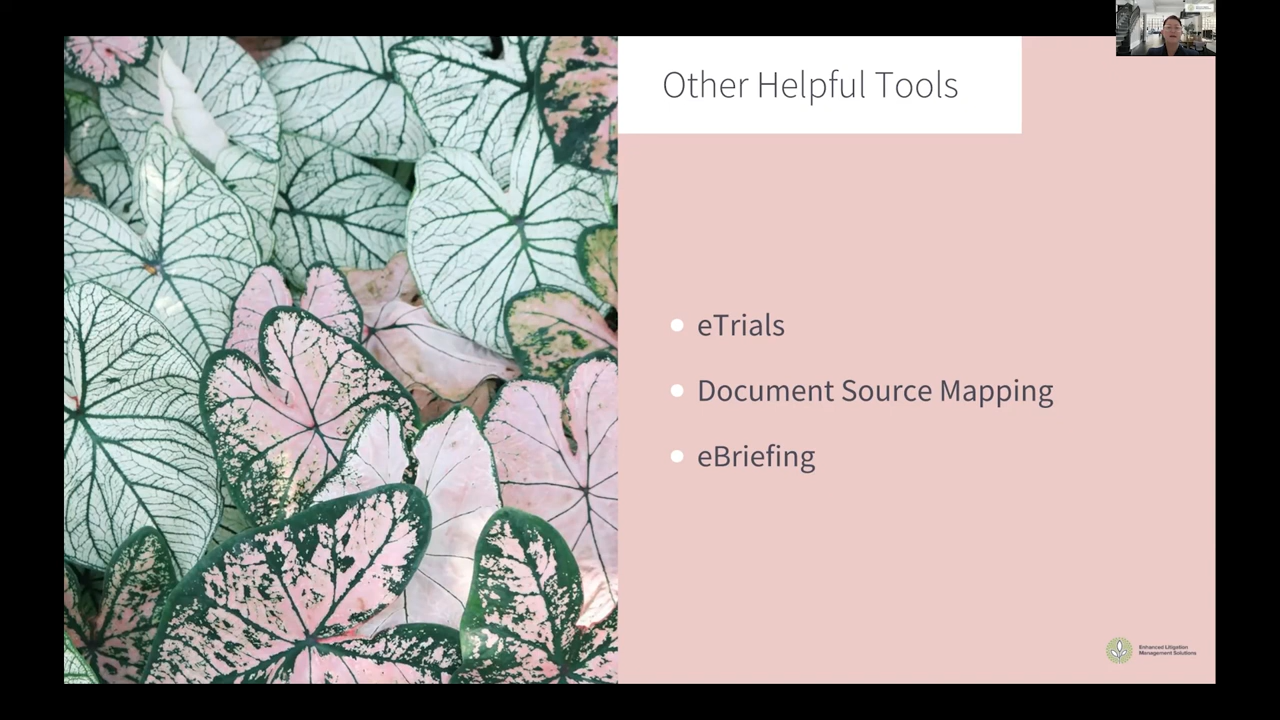 Other Helpful Tools
eTrials
Document Source Mapping
eBriefing
Enhanced Litigation
Management Solutions